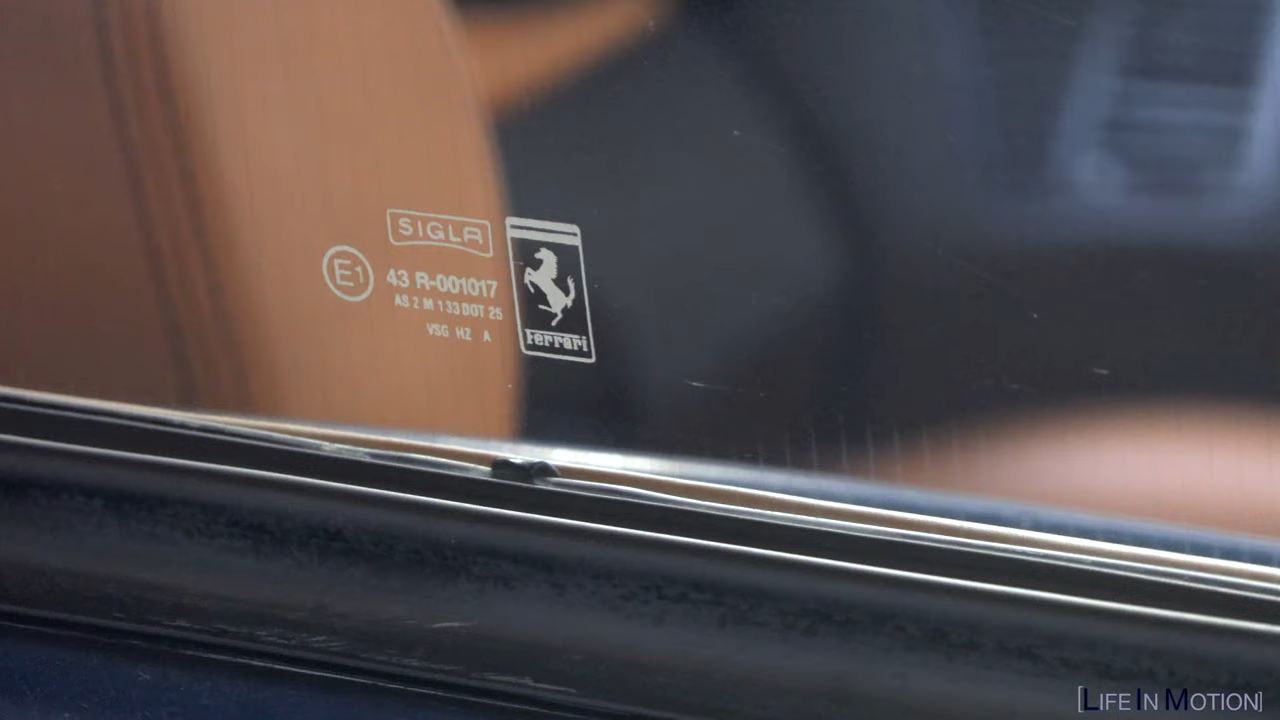 SIGLA
E1
43 R-001017
AS 2 M 133 DOT 25
VSG HZ A
Ferrari
[LIFE IN MOTION]